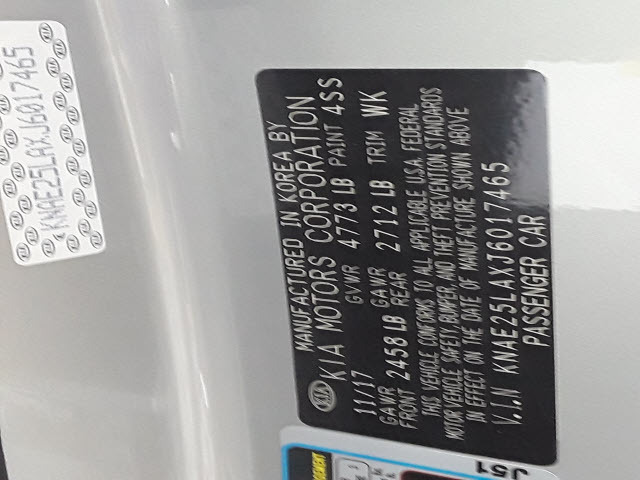 KNAE25LAXJ6017465
KIA
MANUFACTURED IN KOREA BY
KIA MOTORS CORPORATION
11/17 GVWR 4773 LB PAINT 4SS
GAWR FRONT 2458 LB GAWR REAR 2712 LB TRIM WK
THIS VEHICLE CONFORMS TO ALL APPLICABLE U.S.A. FEDERAL
MOTOR VEHICLE SAFETY, BUMPER, AND THEFT PREVENTION STANDARDS
IN EFFECT ON THE DATE OF MANUFACTURE SHOWN ABOVE
V.I.N KNAE25LAXJ6017465
PASSENGER CAR
J51